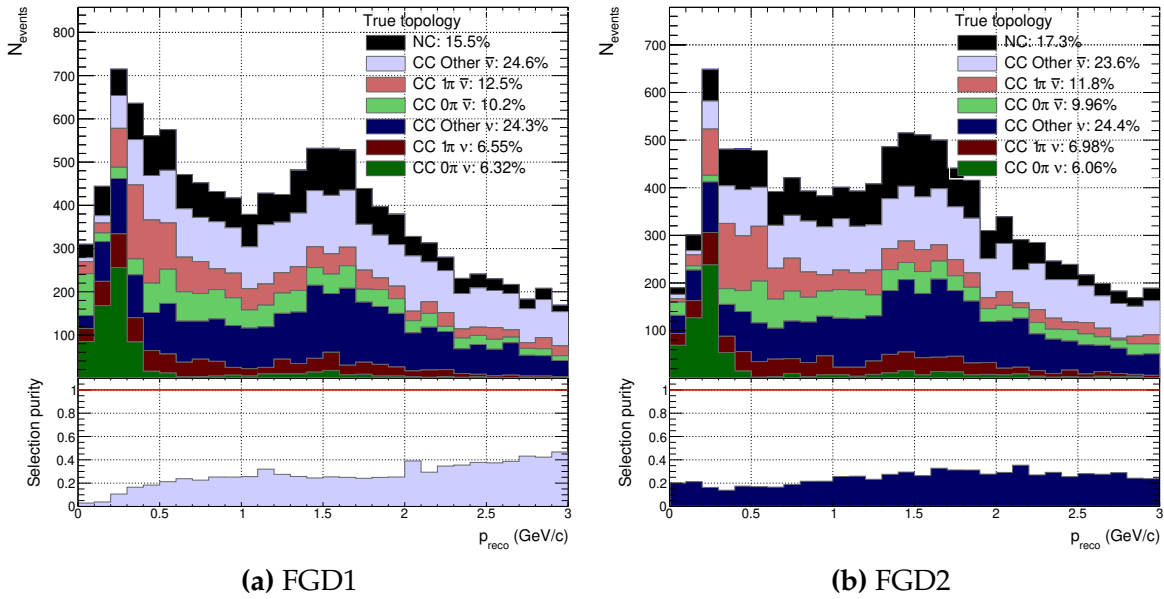 N_events
800
700
600
500
400
300
200
100
True topology
NC: 15.5%
CC Other ν̄: 24.6%
CC 1π ν̄: 12.5%
CC 0π ν̄: 10.2%
CC Other ν: 24.3%
CC 1π ν: 6.55%
CC 0π ν: 6.32%
Selection purity
1
0.8
0.6
0.4
0.2
0
0 0.5 1 1.5 2 2.5 3
p_reco (GeV/c)
(a) FGD1
N_events
700
600
500
400
300
200
100
True topology
NC: 17.3%
CC Other ν̄: 23.6%
CC 1π ν̄: 11.8%
CC 0π ν̄: 9.96%
CC Other ν: 24.4%
CC 1π ν: 6.98%
CC 0π ν: 6.06%
Selection purity
1
0.8
0.6
0.4
0.2
0
0 0.5 1 1.5 2 2.5 3
p_reco (GeV/c)
(b) FGD2